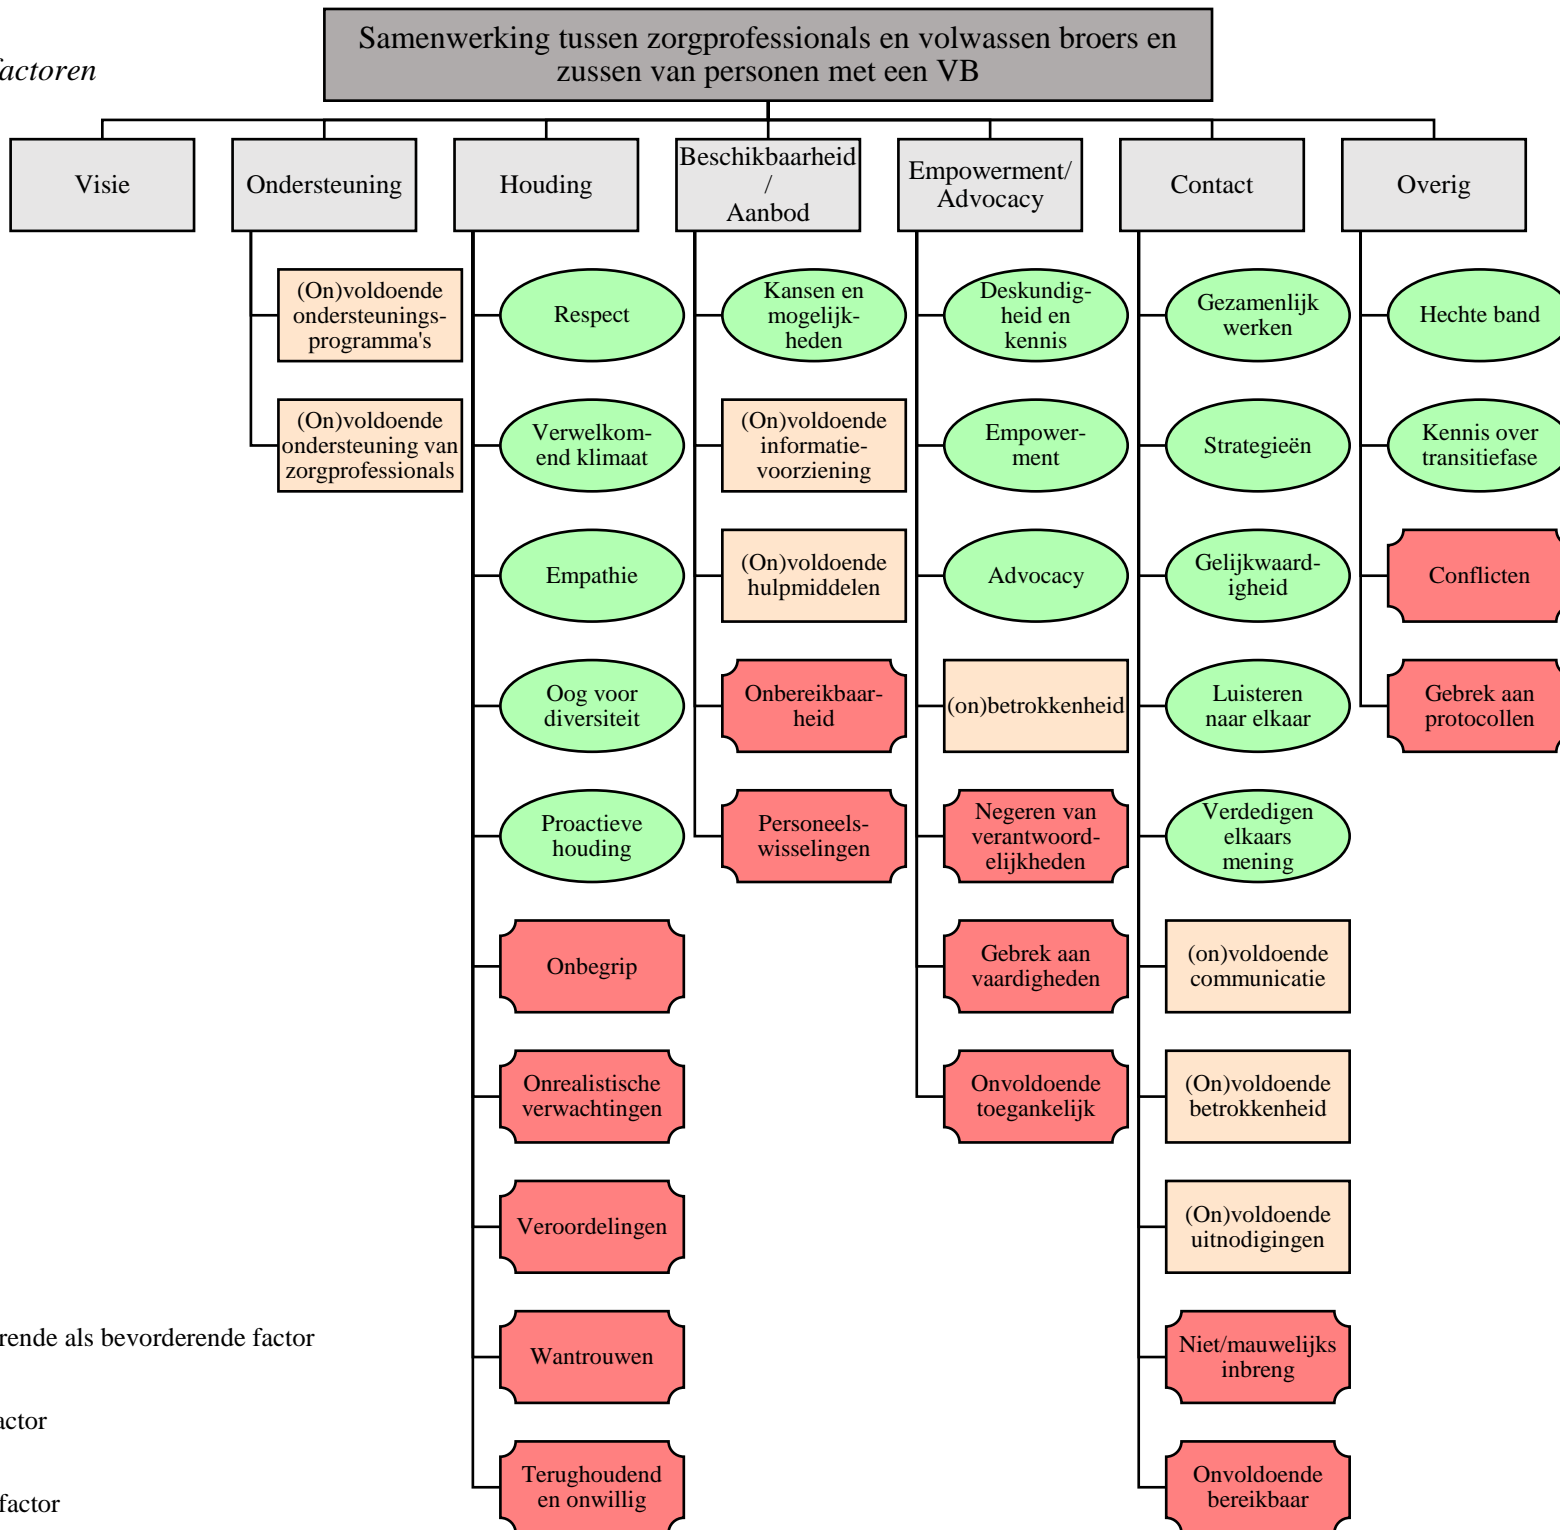 Samenwerking tussen zorgprofessionals en volwassen broers en
zussen van personen met een VB
factoren
Visie
Ondersteuning
Houding
Beschikbaarheid
/
Aanbod
Empowerment/
Advocacy
Contact
Overig
(On)voldoende
ondersteunings-
programma's
(On)voldoende
ondersteuning van
zorgprofessionals
Respect
Verwelkom-
end klimaat
Empathie
Oog voor
diversiteit
Proactieve
houding
Onbegrip
Onrealistische
verwachtingen
Veroordelingen
Wantrouwen
Terughoudend
en onwillig
Kansen en
mogelijk-
heden
(On)voldoende
informatie-
voorziening
(On)voldoende
hulpmiddelen
Onbereikbaar-
heid
Personeels-
wisselingen
Deskundig-
heid en
kennis
Empower-
ment
Advocacy
(on)betrokkenheid
Negeren van
verantwoord-
elijkheden
Gebrek aan
vaardigheden
Onvoldoende
toegankelijk
Gezamenlijk
werken
Strategieën
Gelijkwaard-
igheid
Luisteren
naar elkaar
Verdedigen
elkaars
mening
(on)voldoende
communicatie
(On)voldoende
betrokkenheid
(On)voldoende
uitnodigingen
Niet/mauwelijks
inbreng
Onvoldoende
bereikbaar
Hechte band
Kennis over
transitiefase
Conflicten
Gebrek aan
protocollen
rende als bevorderende factor
actor
factor